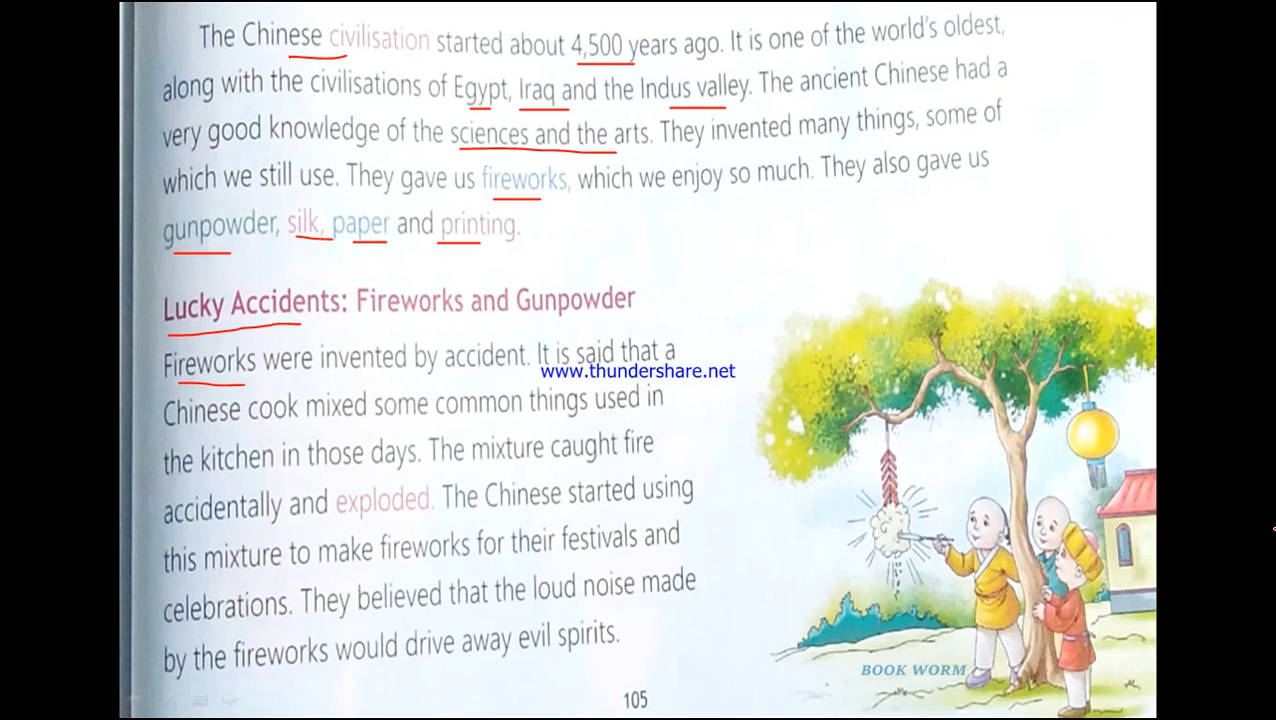 The Chinese civilisation started about 4,500 years ago. It is one of the world's oldest,
along with the civilisations of Egypt, Iraq and the Indus valley. The ancient Chinese had a
very good knowledge of the sciences and the arts. They invented many things, some of
which we still use. They gave us fireworks, which we enjoy so much. They also gave us
gunpowder, silk, paper and printing.
Lucky Accidents: Fireworks and Gunpowder
Fireworks were invented by accident. It is said that a
www.thundershare.net
Chinese cook mixed some common things used in
the kitchen in those days. The mixture caught fire
accidentally and exploded. The Chinese started using
this mixture to make fireworks for their festivals and
celebrations. They believed that the loud noise made
by the fireworks would drive away evil spirits.
BOOK WORM
105